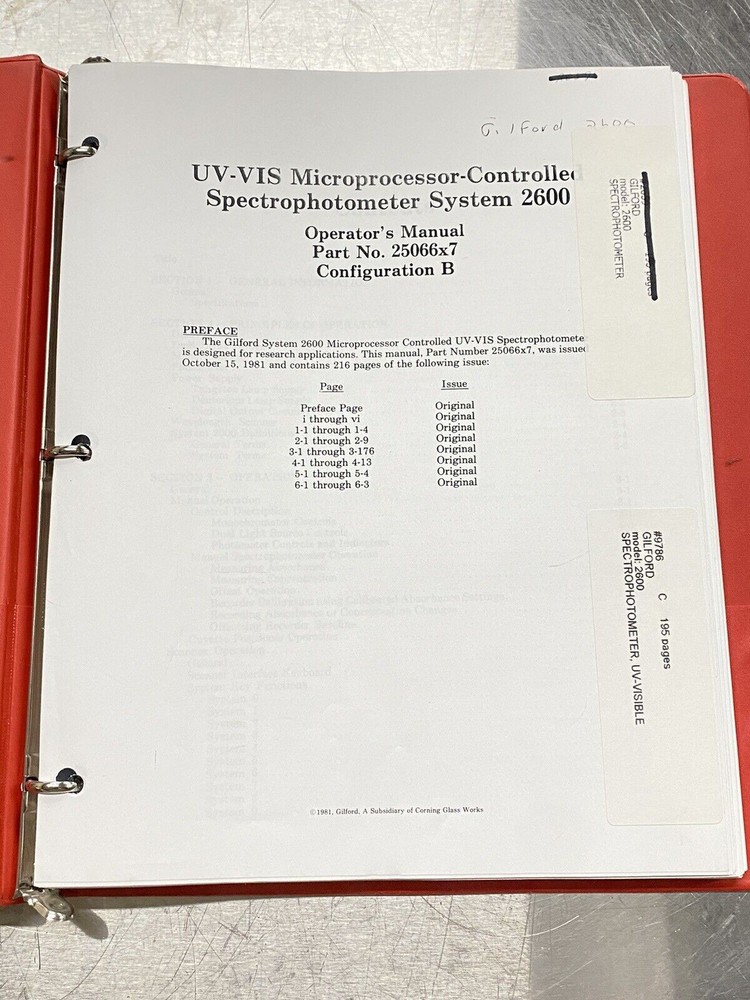 Gilford 2600
UV-VIS Microprocessor-Controlled
Spectrophotometer System 2600
Operator's Manual
Part No. 25066x7
Configuration B
PREFACE
The Gilford System 2600 Microprocessor Controlled UV-VIS Spectrophotomete
is designed for research applications. This manual, Part Number 25066x7, was issued
October 15, 1981 and contains 216 pages of the following issue:
Page Issue
Preface Page Original
i through vi Original
1-1 through 1-4 Original
2-1 through 2-9 Original
3-1 through 3-176 Original
4-1 through 4-13 Original
5-1 through 5-4 Original
6-1 through 6-3 Original
©1981, Gilford, A Subsidiary of Corning Glass Works
GILFORD
model: 2600
SPECTROPHOTOMETER
#9786 C 195 pages
GILFORD
model: 2600
SPECTROPHOTOMETER, UV-VISIBLE